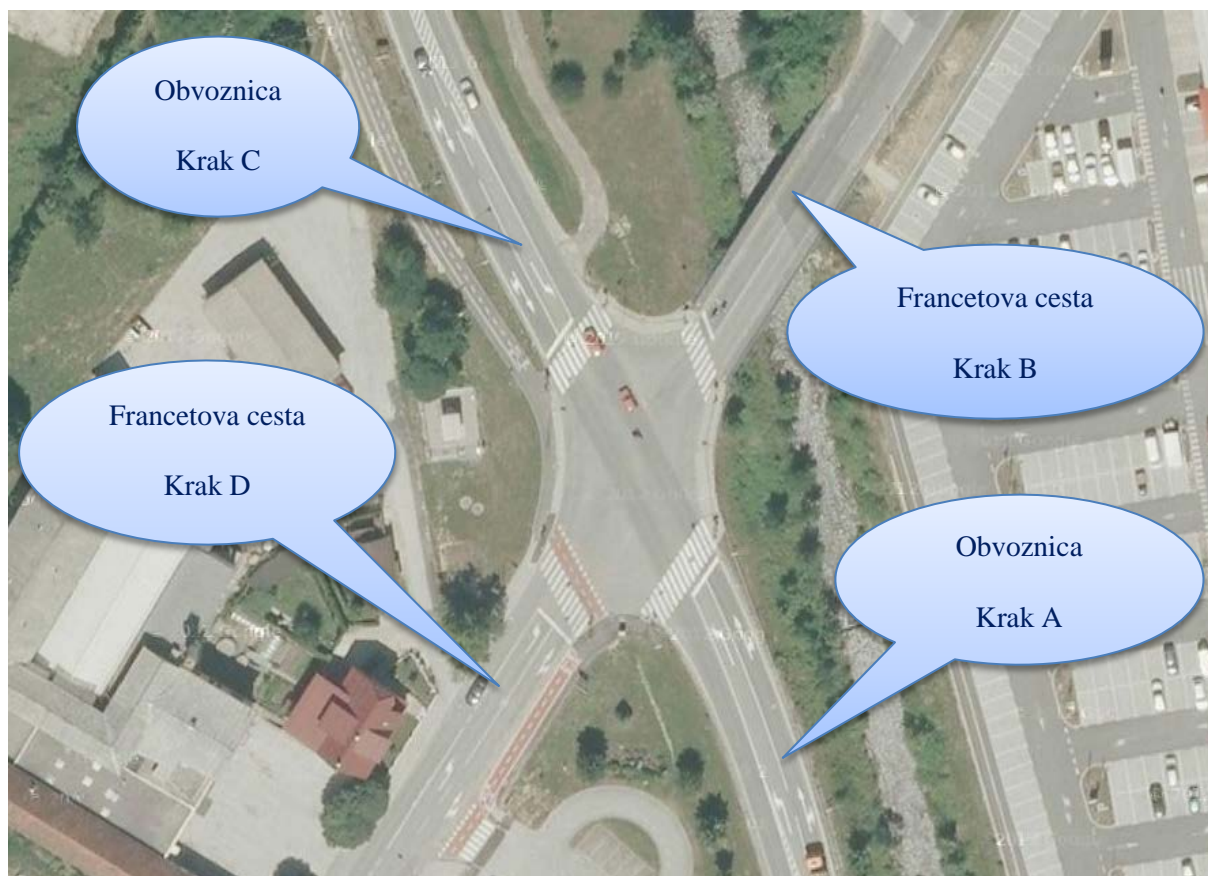 Obvoznica
Krak C
Francetova cesta
Krak B
Francetova cesta
Krak D
Obvoznica
Krak A